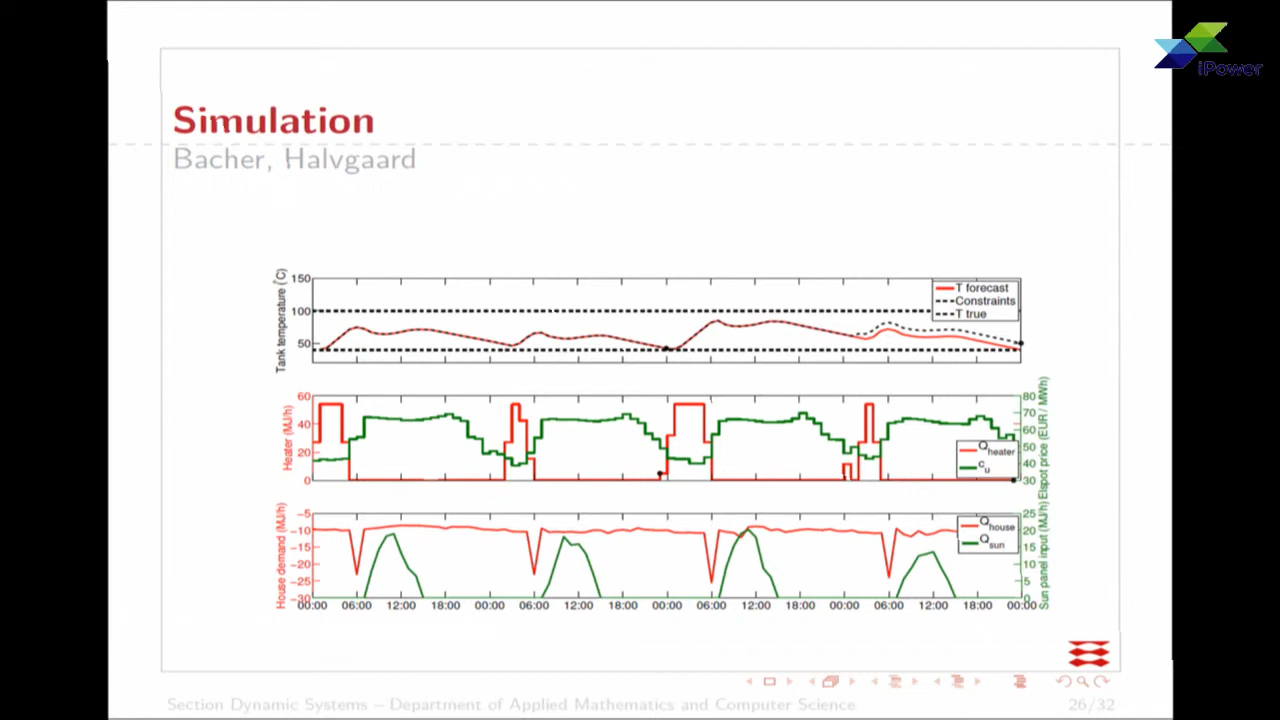 iPower
Simulation
Bacher, Halvgaard
Tank temperature (°C)
150
100
50
T forecast
Constraints
T true
Heater (MJ/h)
60
40
20
0
Q heater
c u
80
70
60
50
40
30
Elspot price (EUR / MWh)
House demand (MJ/h)
-5
-10
-15
-20
-25
-30
Q house
Q sun
25
20
15
10
5
0
Sun panel input (MJ/h)
00:00 06:00 12:00 18:00 00:00 06:00 12:00 18:00 00:00 06:00 12:00 18:00 00:00 06:00 12:00 18:00 00:00
Section Dynamic Systems – Department of Applied Mathematics and Computer Science 26/32